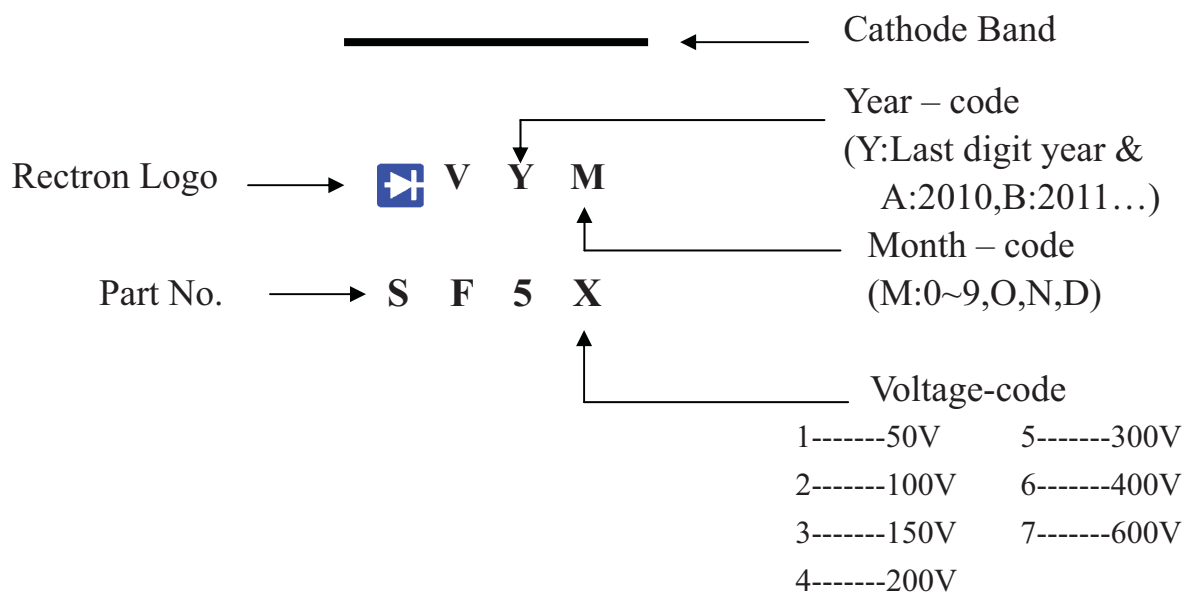 Cathode Band
Year – code
(Y:Last digit year &
A:2010,B:2011…)
Rectron Logo
V Y M
Month – code
(M:0~9,O,N,D)
Part No.
S F 5 X
Voltage-code
1-------50V 5-------300V
2-------100V 6-------400V
3-------150V 7-------600V
4-------200V